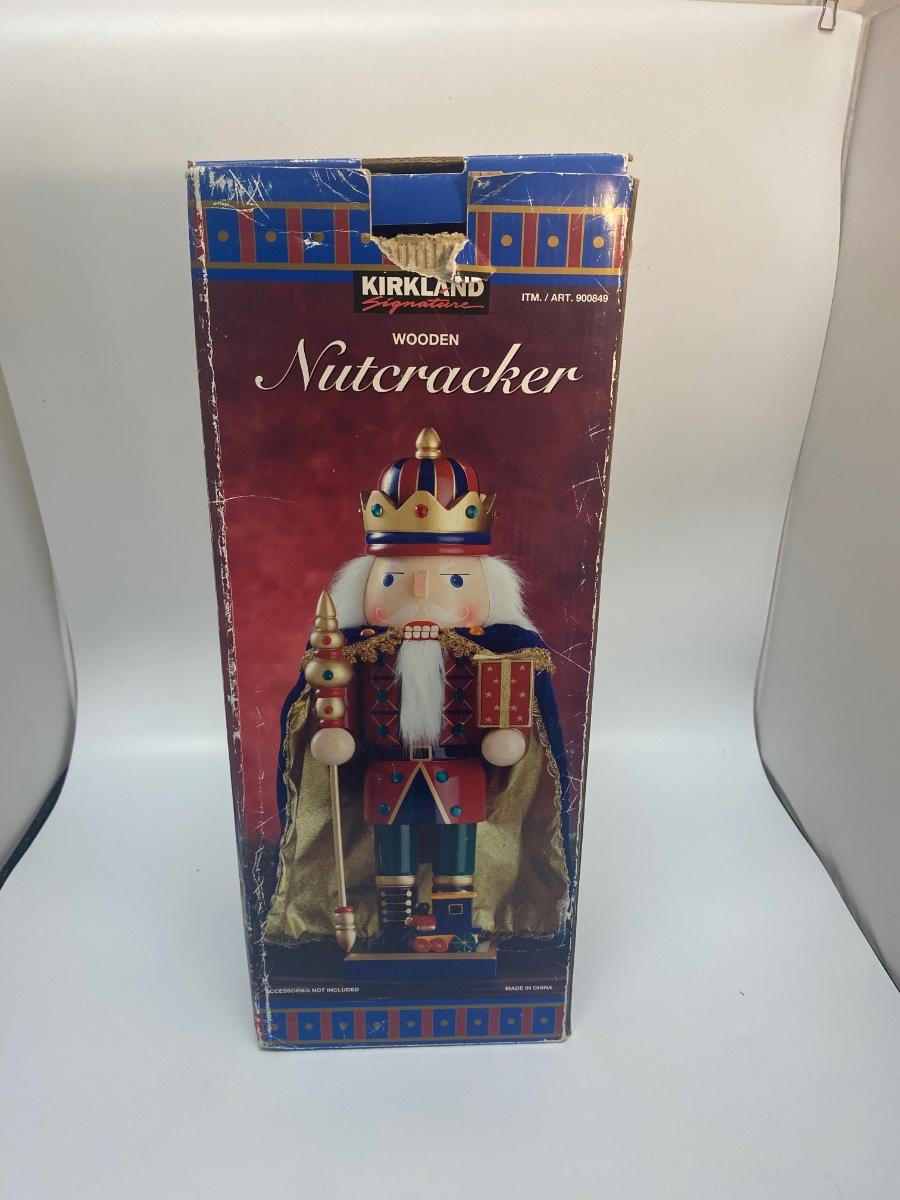 KIRKLAND
Signature
ITM. / ART. 900849
WOODEN
Nutcracker
ACCESSORIES NOT INCLUDED
MADE IN CHINA